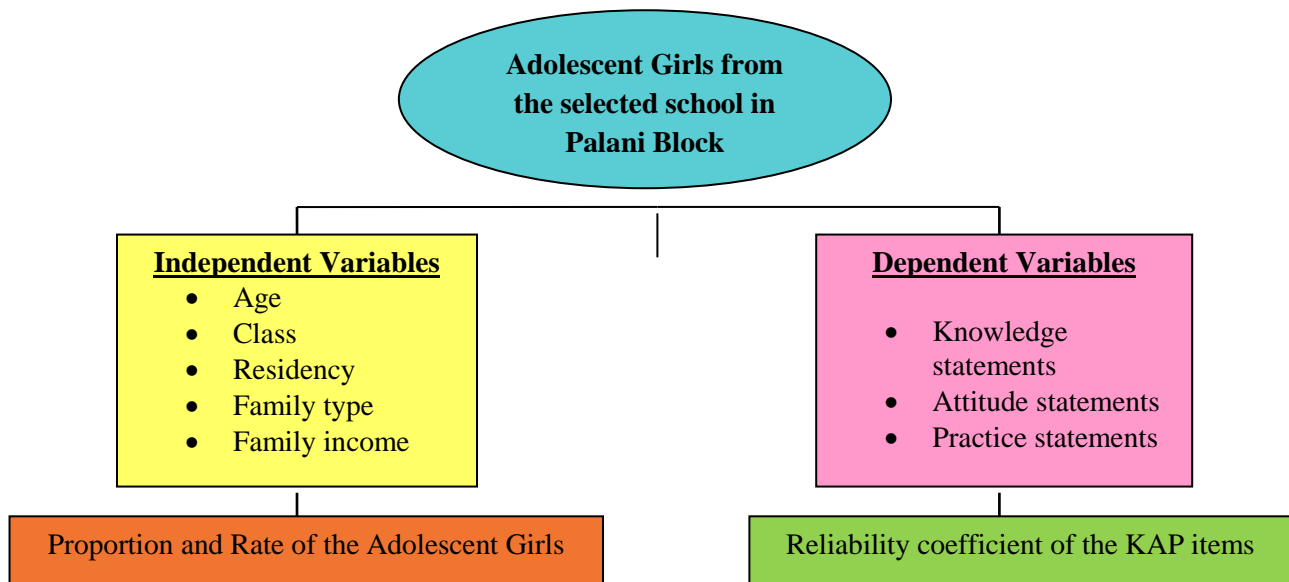 Adolescent Girls from
the selected school in
Palani Block
Independent Variables
• Age
• Class
• Residency
• Family type
• Family income
Dependent Variables
• Knowledge
statements
• Attitude statements
• Practice statements
Proportion and Rate of the Adolescent Girls
Reliability coefficient of the KAP items